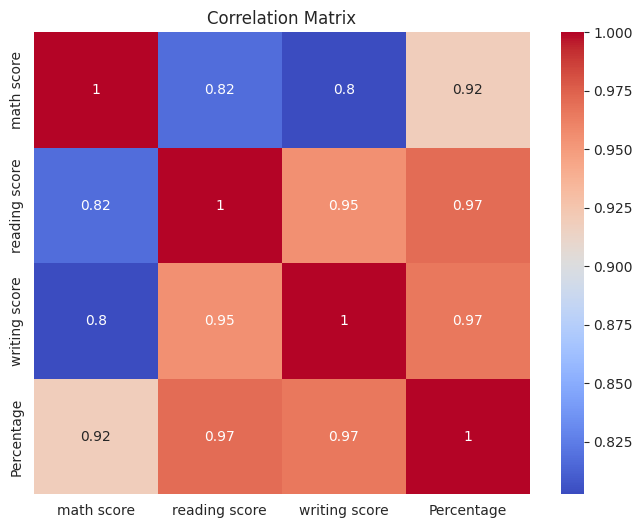 Correlation Matrix
math score 1 0.82 0.8 0.92
reading score 0.82 1 0.95 0.97
writing score 0.8 0.95 1 0.97
Percentage 0.92 0.97 0.97 1
math score reading score writing score Percentage
1.000
0.975
0.950
0.925
0.900
0.875
0.850
0.825